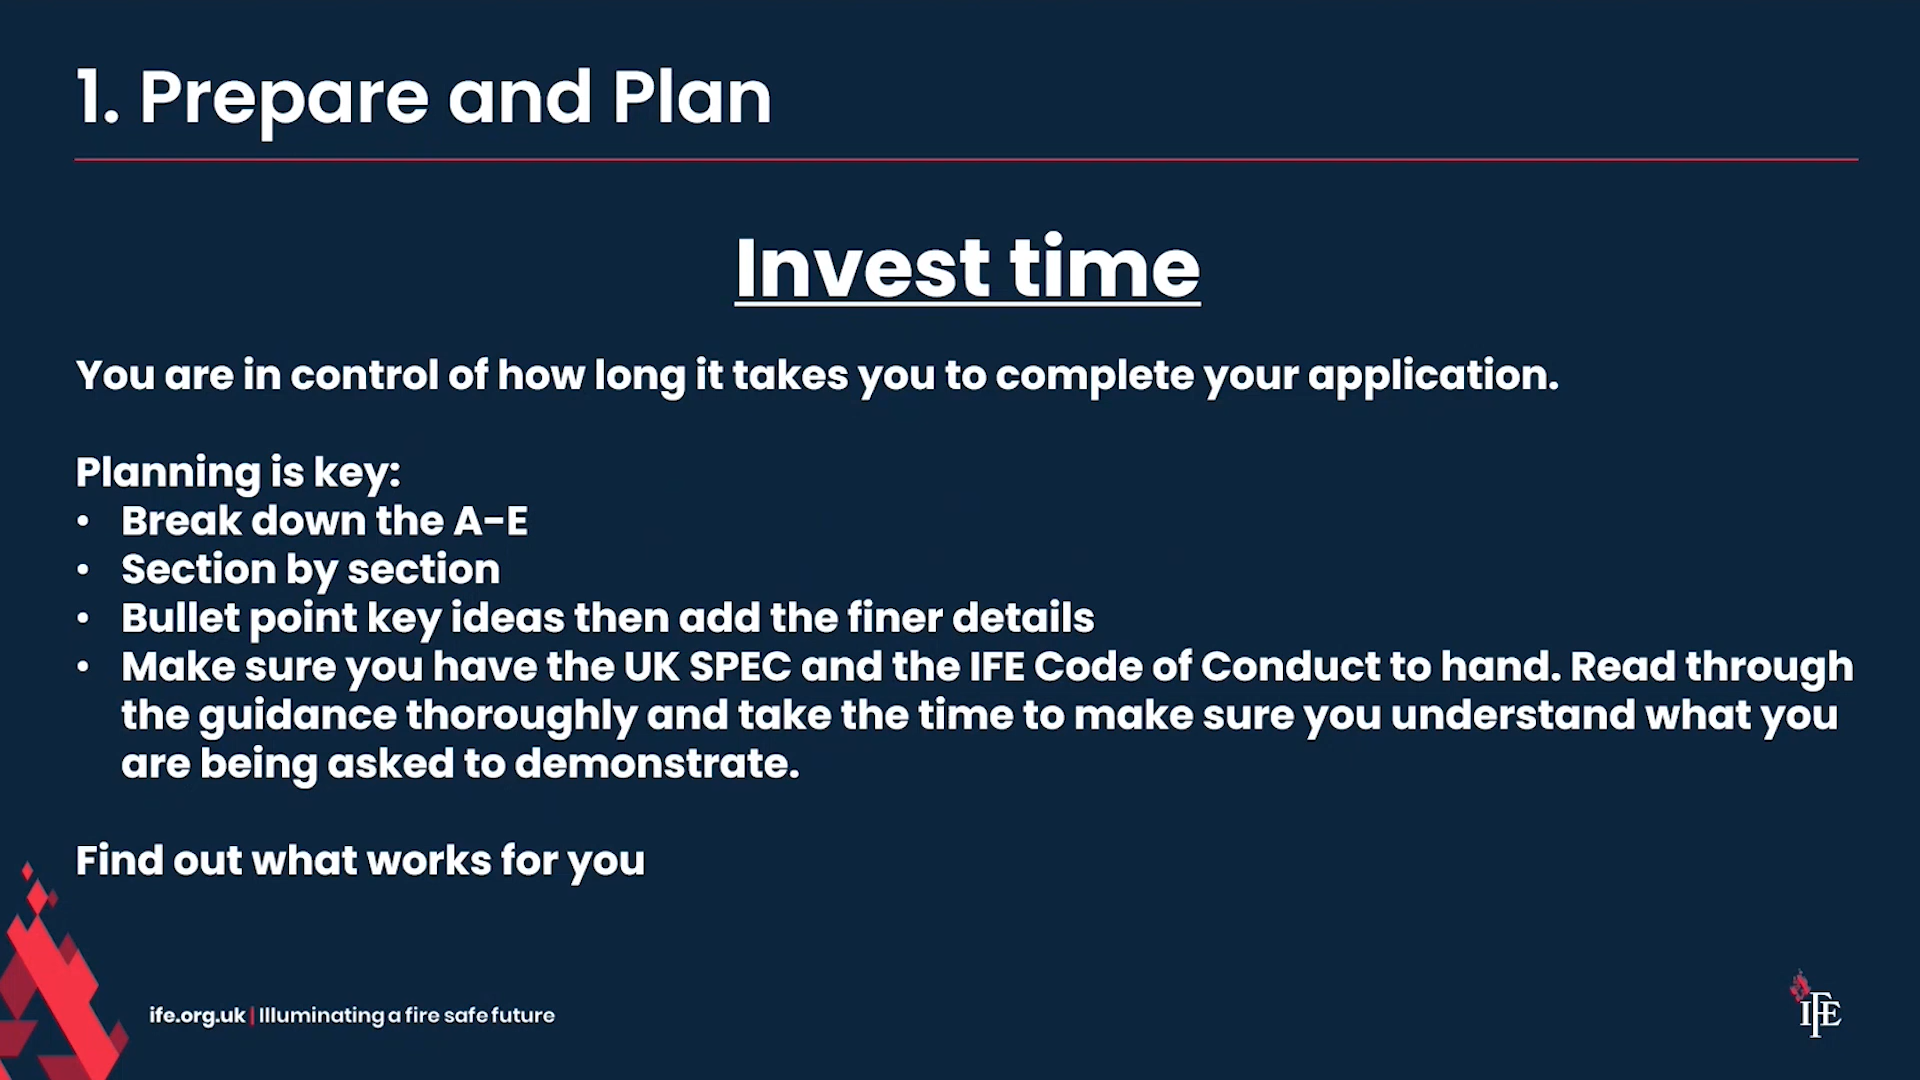 1. Prepare and Plan
Invest time
You are in control of how long it takes you to complete your application.
Planning is key:
• Break down the A-E
• Section by section
• Bullet point key ideas then add the finer details
• Make sure you have the UK SPEC and the IFE Code of Conduct to hand. Read through
the guidance thoroughly and take the time to make sure you understand what you
are being asked to demonstrate.
Find out what works for you
ife.org.uk | Illuminating a fire safe future
IFE